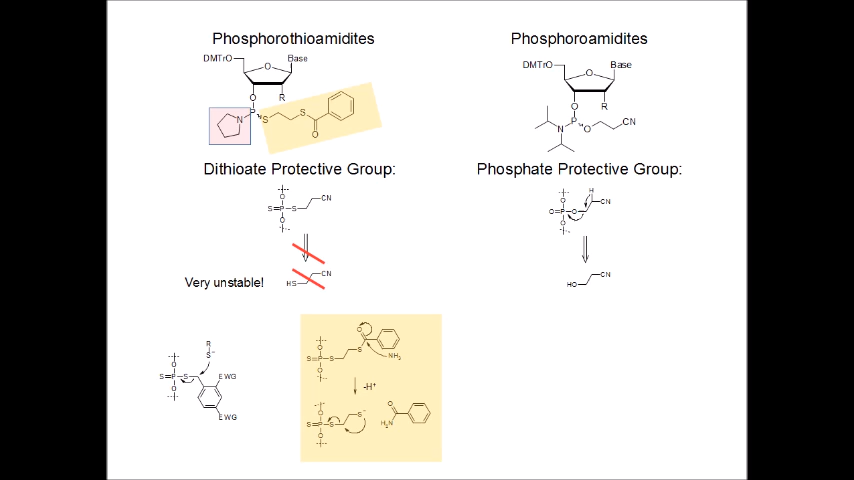 Phosphorothioamidites
Phosphoroamidites
DMTrO
Base
O
O
R
N
P
S
S
O
DMTrO
Base
O
O
R
N
P
O
CN
Dithioate Protective Group:
Phosphate Protective Group:
O
S=P-S
O
CN
H
O
O=P-O
O
CN
Very unstable!
HS
CN
HO
CN
R
S-
O
S=P-S
O
EWG
EWG
O
O
S=P-S
O
S
NH2
-H+
O
S=P-S
O
S-
O
H2N